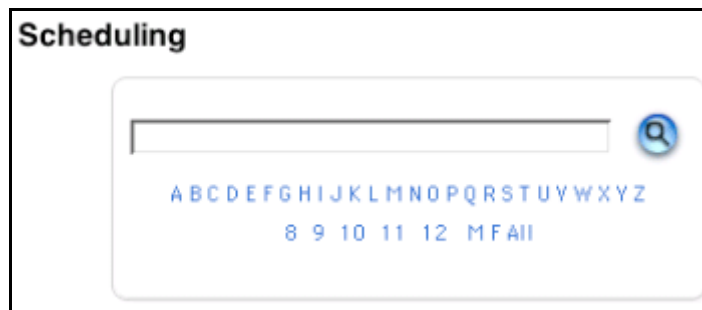 Scheduling
A B C D E F G H I J K L M N O P Q R S T U V W X Y Z
8 9 10 11 12 M F All